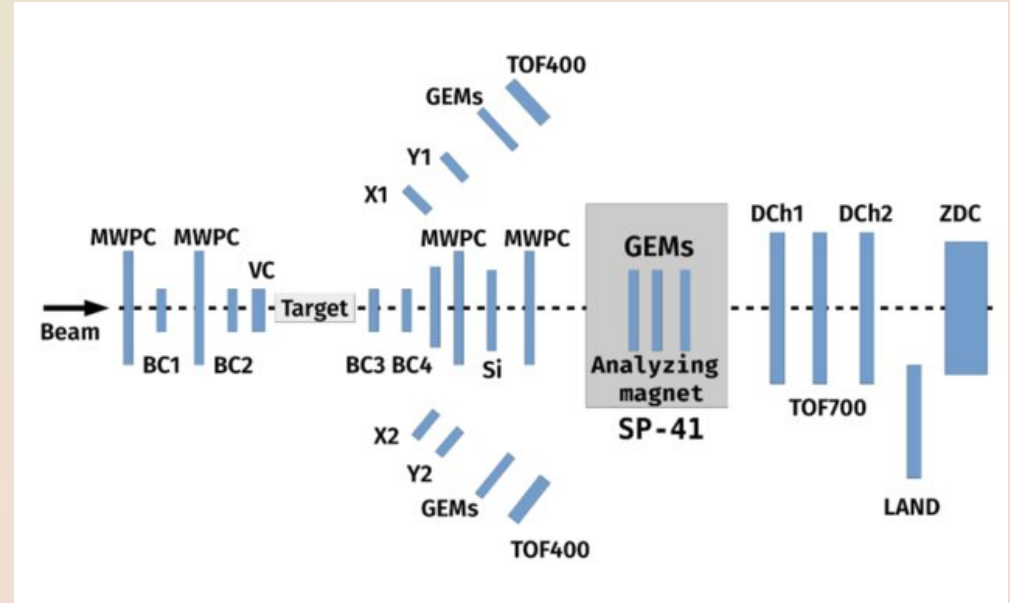 TOF400
GEMs
Y1
X1
MWPC MWPC
VC
MWPC MWPC
DCh1 DCh2 ZDC
GEMs
Beam
Target
BC1 BC2
BC3 BC4
Si
Analyzing
magnet
SP-41
TOF700
X2
Y2
GEMs
LAND
TOF400